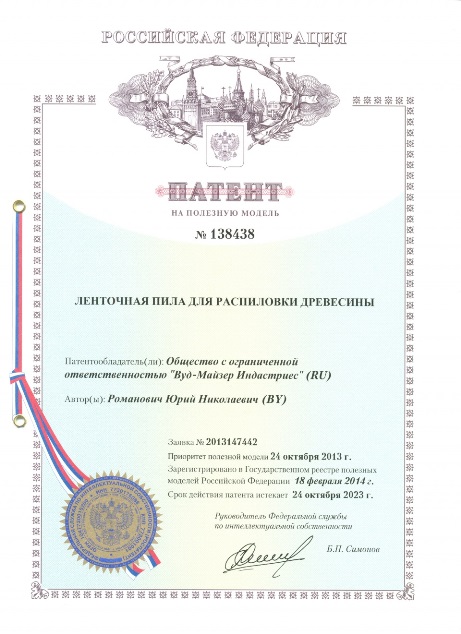 РОССИЙСКАЯ ФЕДЕРАЦИЯ
ПАТЕНТ
НА ПОЛЕЗНУЮ МОДЕЛЬ
№ 138438
ЛЕНТОЧНАЯ ПИЛА ДЛЯ РАСПИЛОВКИ ДРЕВЕСИНЫ
Патентообладатель(ли): Общество с ограниченной
ответственностью "Вуд-Майзер Индастриес" (RU)
Автор(ы): Романович Юрий Николаевич (BY)
Заявка № 2013147442
Приоритет полезной модели 24 октября 2013 г.
Зарегистрировано в Государственном реестре полезных
моделей Российской Федерации 18 февраля 2014 г.
Срок действия патента истекает 24 октября 2023 г.
Руководитель Федеральной службы
по интеллектуальной собственности
Б.П. Симонов